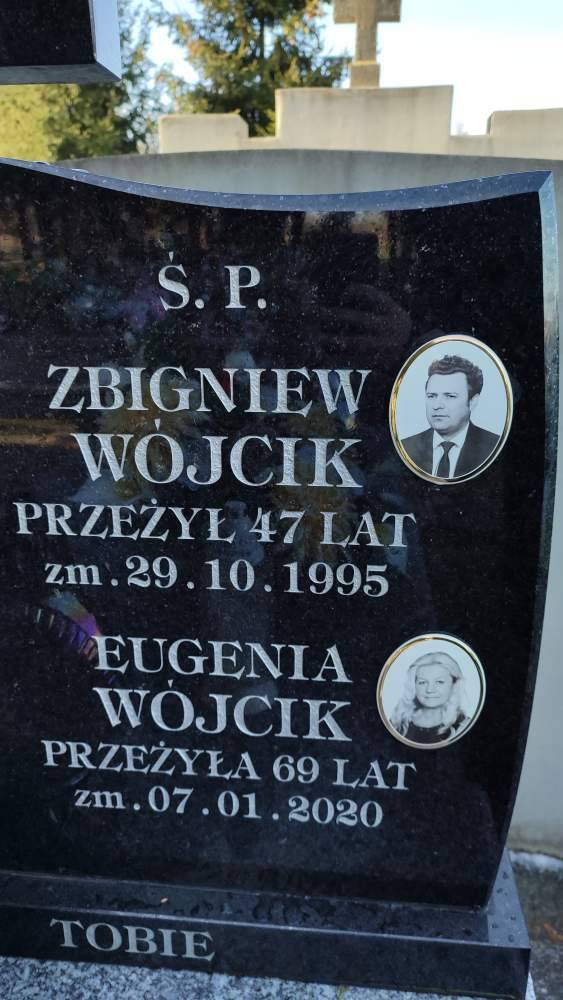 Ś. P.
ZBIGNIEW
WÓJCIK
PRZEŻYŁ 47 LAT
zm.29.10.1995
EUGENIA
WÓJCIK
PRZEŻYŁA 69 LAT
zm.07.01.2020
TOBIE